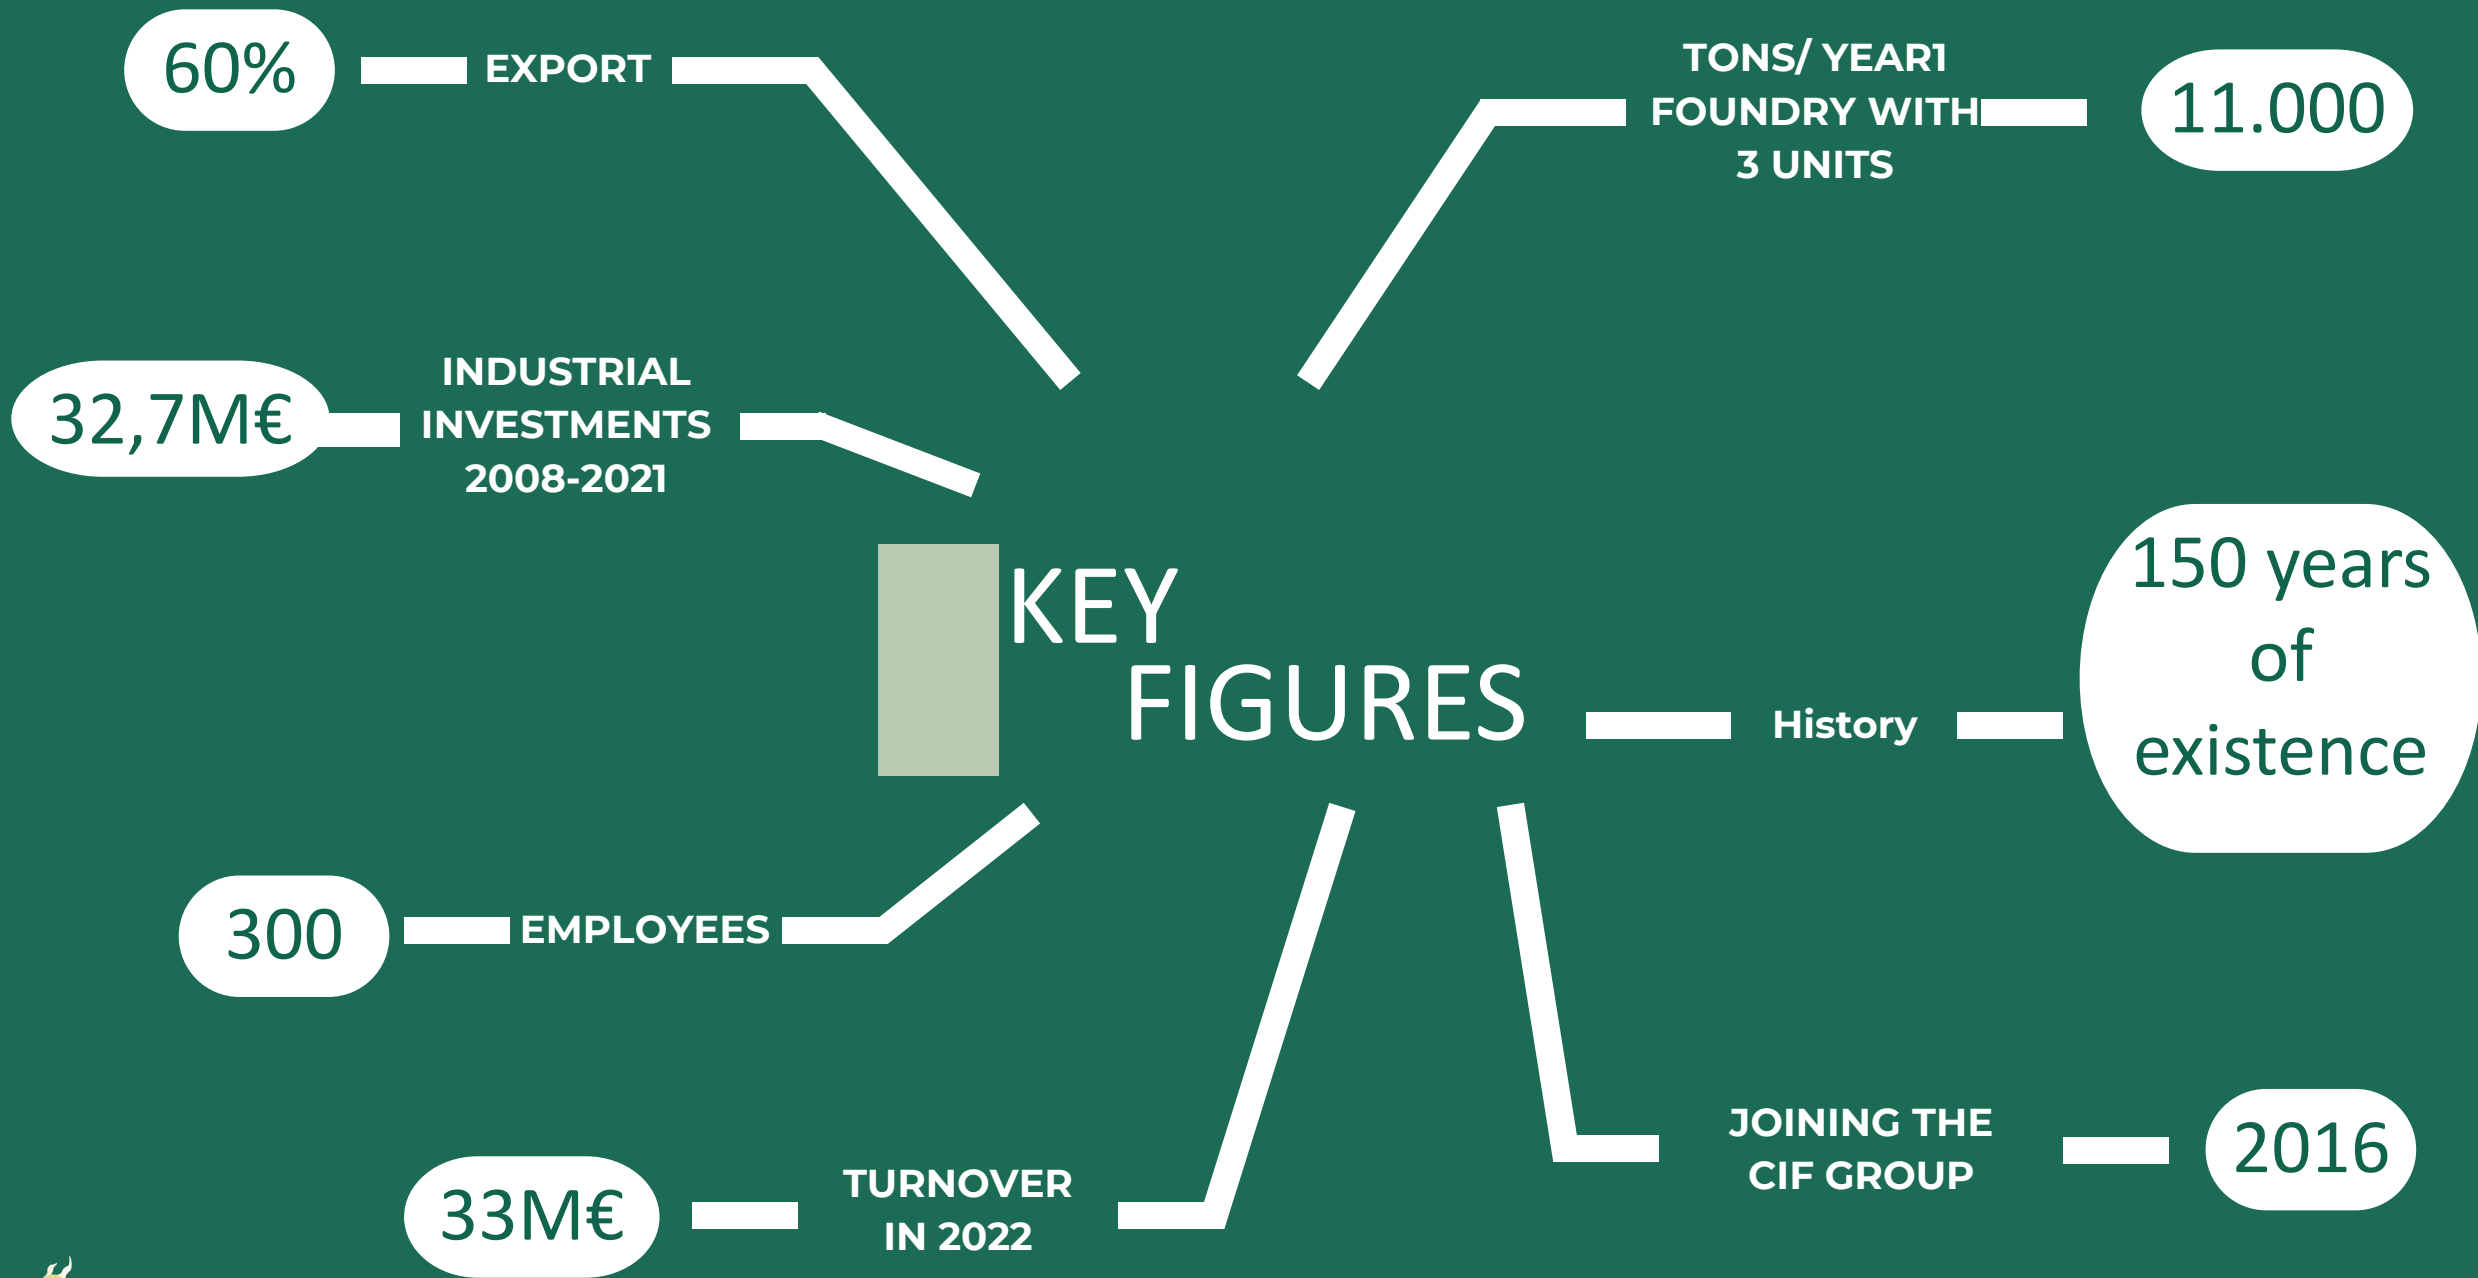 60%
EXPORT
TONS/ YEAR1
FOUNDRY WITH
3 UNITS
11.000
32,7M€
INDUSTRIAL
INVESTMENTS
2008-2021
KEY
FIGURES
History
150 years
of
existence
300
EMPLOYEES
33M€
TURNOVER
IN 2022
JOINING THE
CIF GROUP
2016